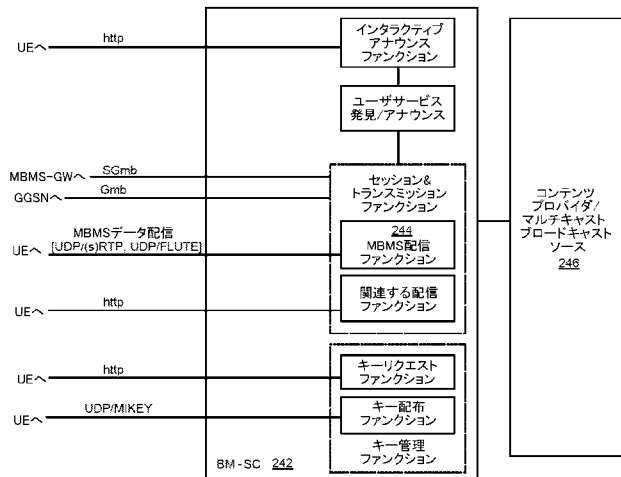 http
UEへ
インタラクティブ
アナウンス
ファンクション
ユーザサービス
発見/アナウンス
MBMS-GWへ
SGmb
GGSNへ
Gmb
セッション&
トランスミッション
ファンクション
MBMSデータ配信
[UDP/(s)RTP, UDP/FLUTE]
UEへ
244
MBMS配信
ファンクション
http
UEへ
関連する配信
ファンクション
http
UEへ
キーリクエスト
ファンクション
UDP/MIKEY
UEへ
キー配布
ファンクション
キー管理
ファンクション
BM-SC 242
コンテンツ
プロバイダ/
マルチキャスト
ブロードキャスト
ソース
246